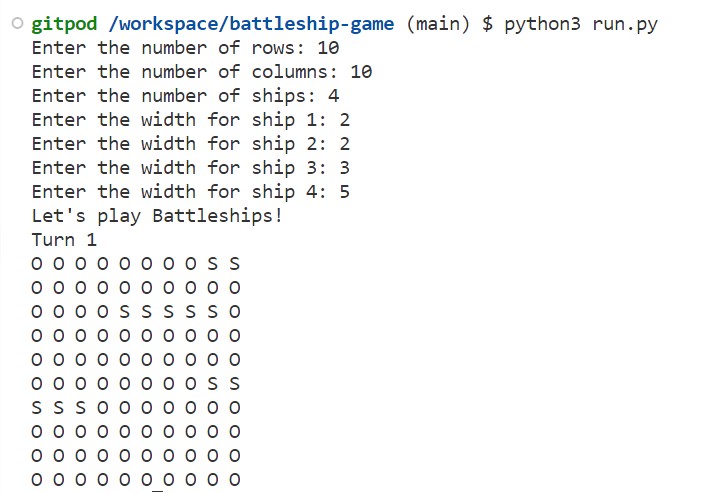 gitpod /workspace/battleship-game (main) $ python3 run.py
Enter the number of rows: 10
Enter the number of columns: 10
Enter the number of ships: 4
Enter the width for ship 1: 2
Enter the width for ship 2: 2
Enter the width for ship 3: 3
Enter the width for ship 4: 5
Let's play Battleships!
Turn 1
O O O O O O O O S S
O O O O O O O O O O
O O O O S S S S S O
O O O O O O O O O O
O O O O O O O O O O
O O O O O O O O S S
S S S O O O O O O O
O O O O O O O O O O
O O O O O O O O O O
O O O O O O O O O O